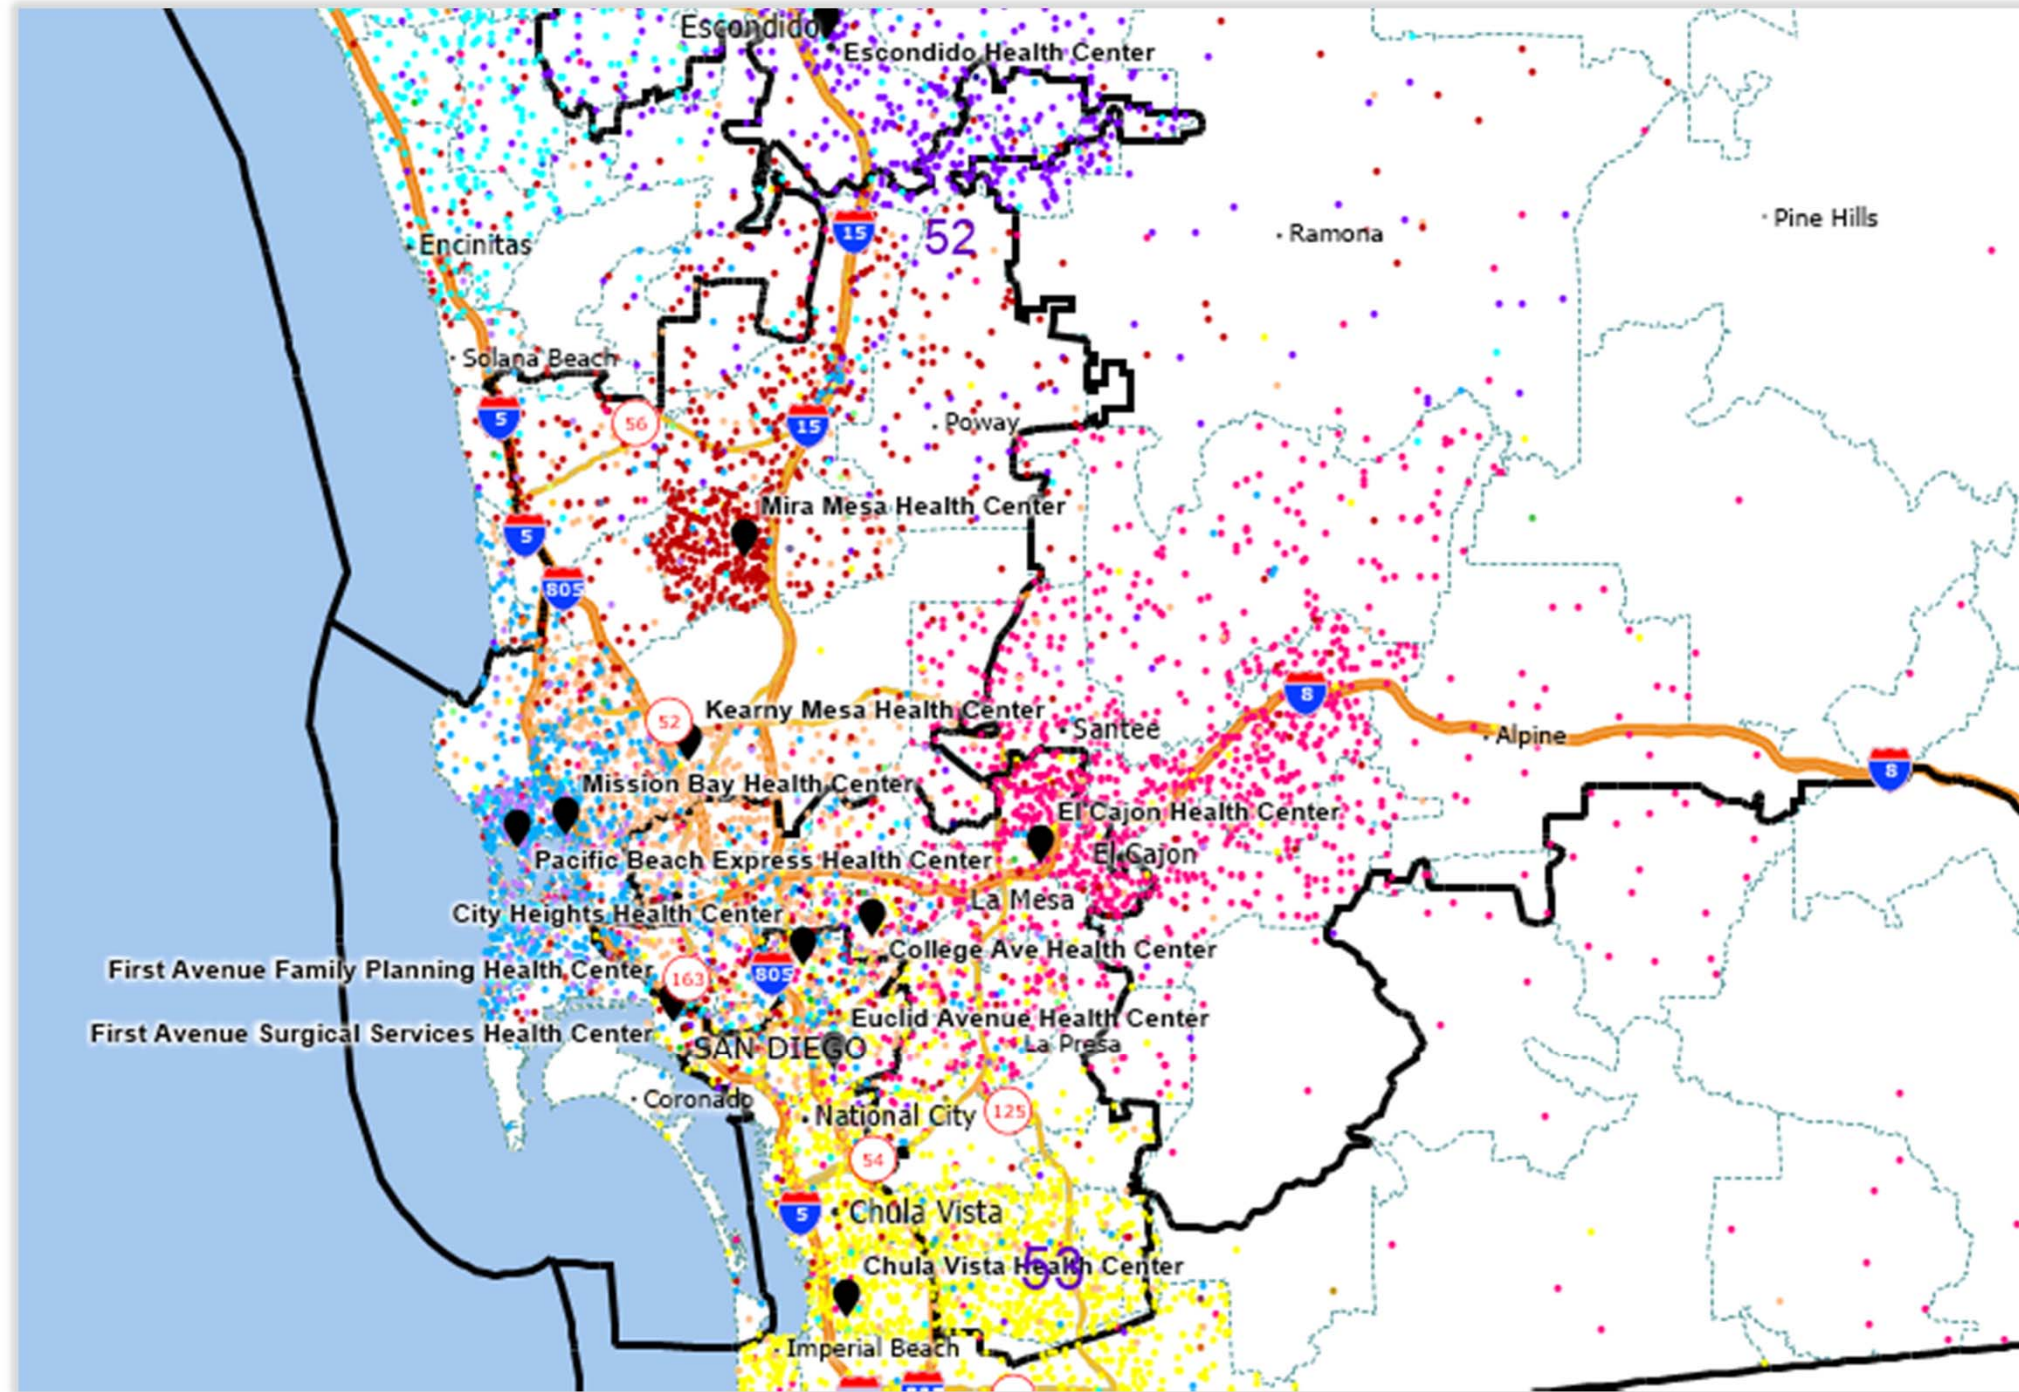 Escondido
Escondido Health Center
Pine Hills
Ramona
15
52
Encinitas
Solana Beach
5
56
15
Poway
Mira Mesa Health Center
5
805
8
Kearny Mesa Health Center
52
Santee
Alpine
8
Mission Bay Health Center
El Cajon Health Center
Pacific Beach Express Health Center
El Cajon
La Mesa
City Heights Health Center
College Ave Health Center
First Avenue Family Planning Health Center
163
805
Euclid Avenue Health Center
First Avenue Surgical Services Health Center
SAN DIEGO
La Presa
Coronado
National City
125
54
5
Chula Vista
Chula Vista Health Center
53
Imperial Beach